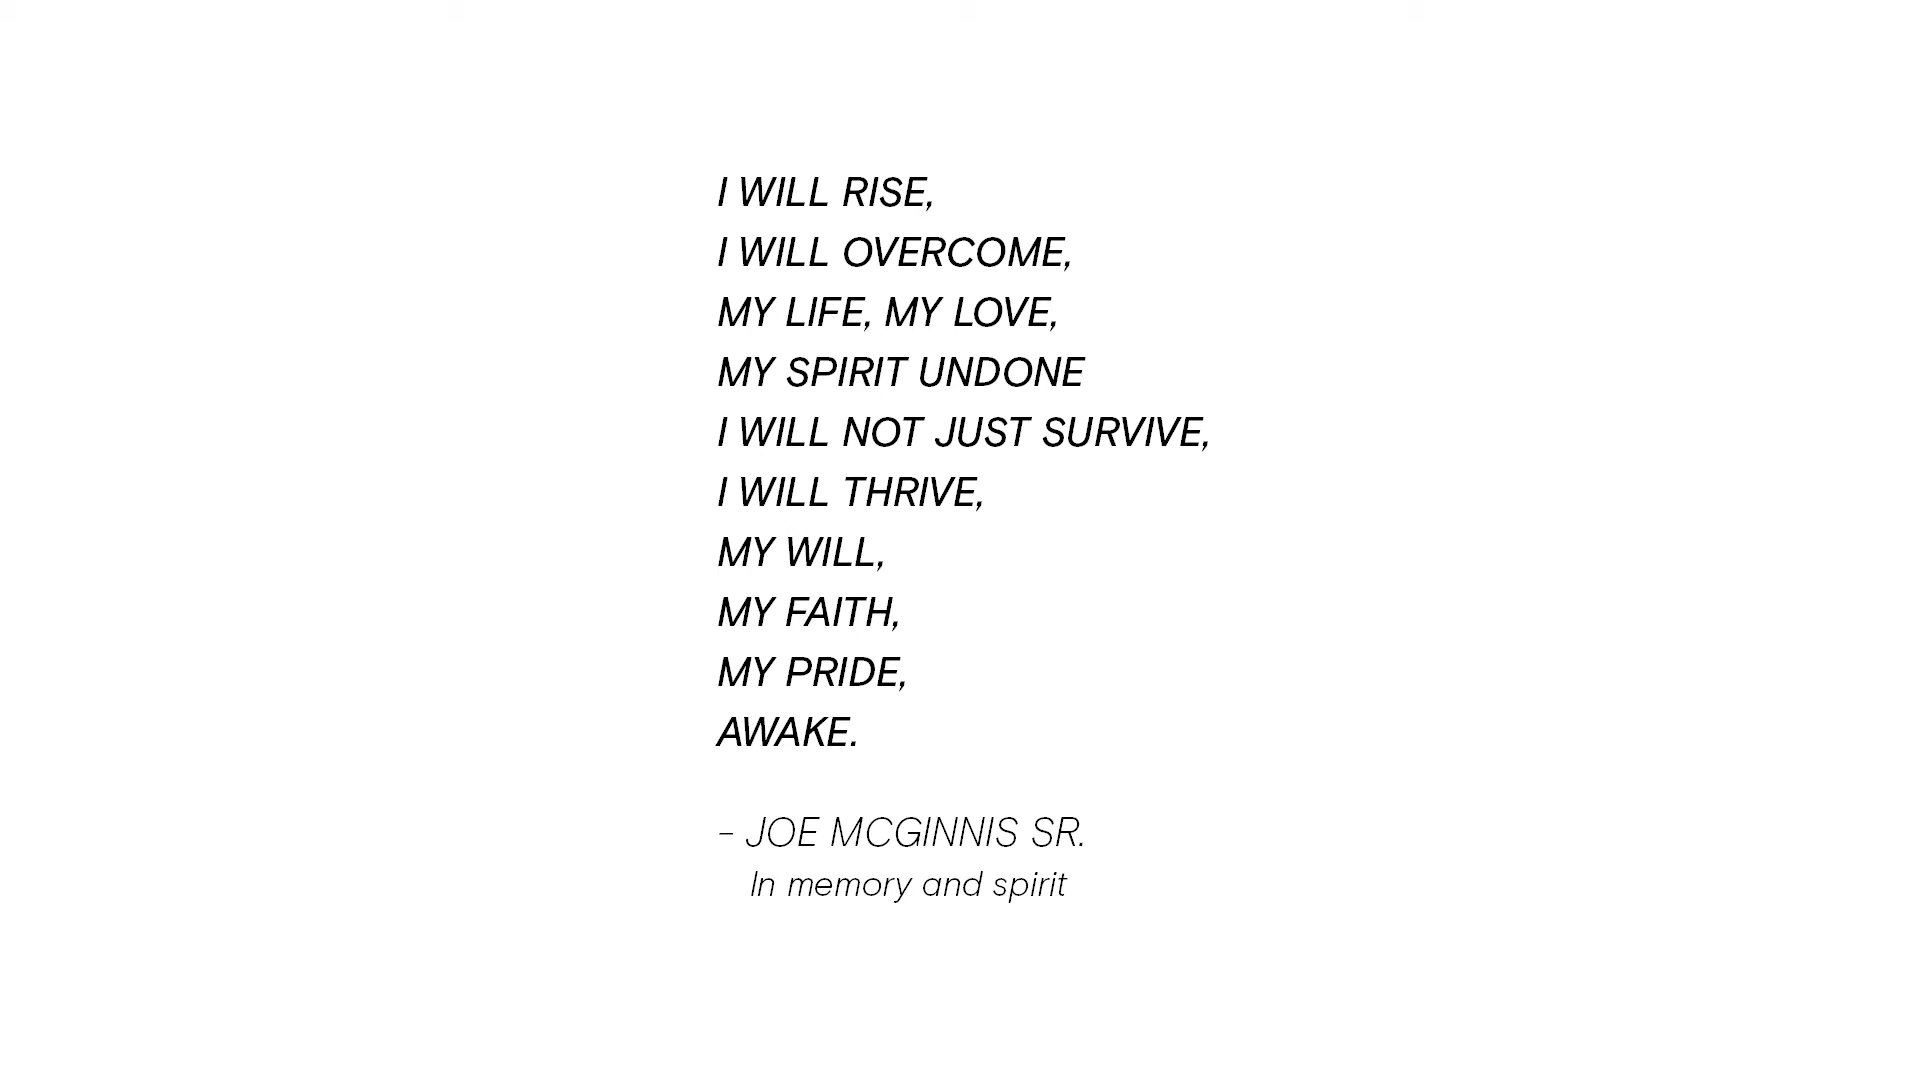 I WILL RISE,
I WILL OVERCOME,
MY LIFE, MY LOVE,
MY SPIRIT UNDONE
I WILL NOT JUST SURVIVE,
I WILL THRIVE,
MY WILL,
MY FAITH,
MY PRIDE,
AWAKE.
- JOE MCGINNIS SR.
In memory and spirit